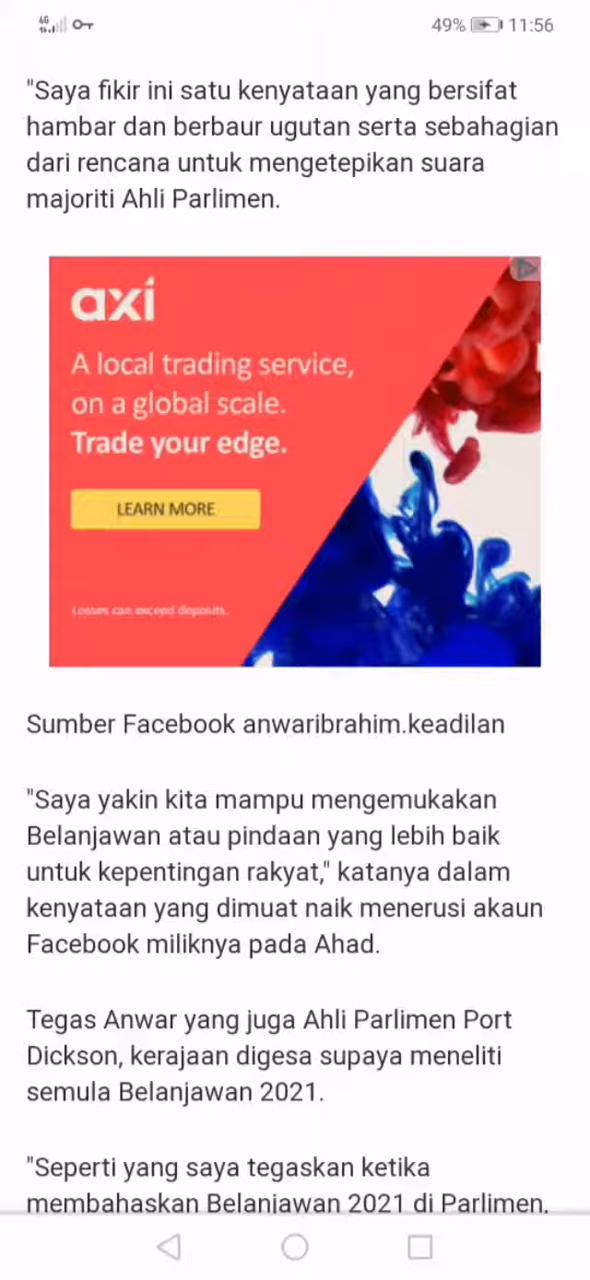 4G
49% 11:56
"Saya fikir ini satu kenyataan yang bersifat
hambar dan berbaur ugutan serta sebahagian
dari rencana untuk mengetepikan suara
majoriti Ahli Parlimen.
axi
A local trading service,
on a global scale.
Trade your edge.
LEARN MORE
Losses can exceed deposits.
Sumber Facebook anwaribrahim.keadilan
"Saya yakin kita mampu mengemukakan
Belanjawan atau pindaan yang lebih baik
untuk kepentingan rakyat," katanya dalam
kenyataan yang dimuat naik menerusi akaun
Facebook miliknya pada Ahad.
Tegas Anwar yang juga Ahli Parlimen Port
Dickson, kerajaan digesa supaya meneliti
semula Belanjawan 2021.
"Seperti yang saya tegaskan ketika
membahaskan Belanjawan 2021 di Parlimen,